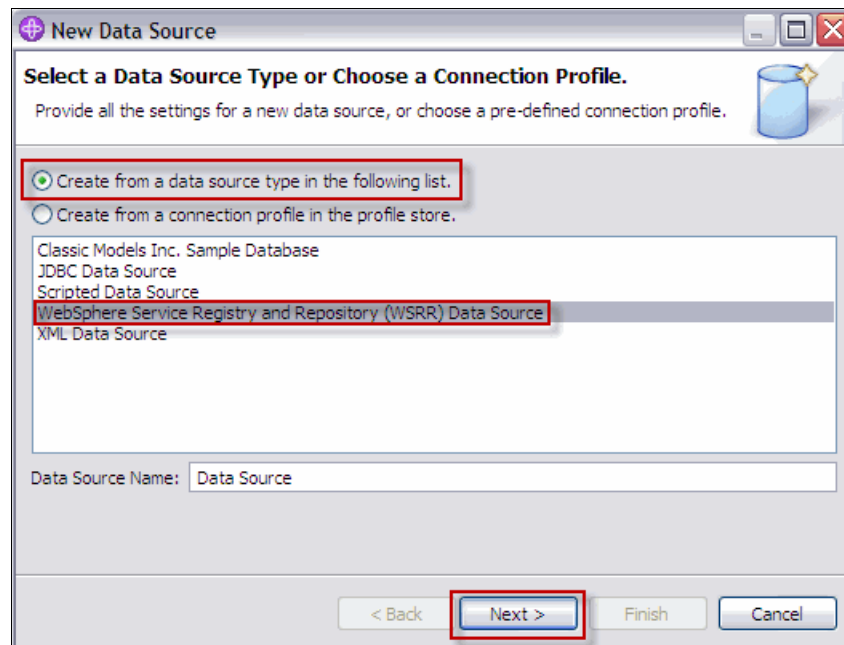 New Data Source
Select a Data Source Type or Choose a Connection Profile.
Provide all the settings for a new data source, or choose a pre-defined connection profile.
Create from a data source type in the following list.
Create from a connection profile in the profile store.
Classic Models Inc. Sample Database
JDBC Data Source
Scripted Data Source
WebSphere Service Registry and Repository (WSRR) Data Source
XML Data Source
Data Source Name: Data Source
< Back Next > Finish Cancel